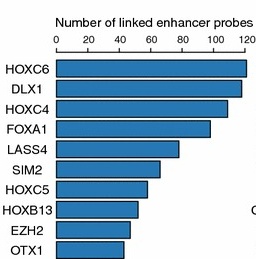 Number of linked enhancer probes
0 20 40 60 80 100 120
HOXC6
DLX1
HOXC4
FOXA1
LASS4
SIM2
HOXC5
HOXB13
EZH2
OTX1